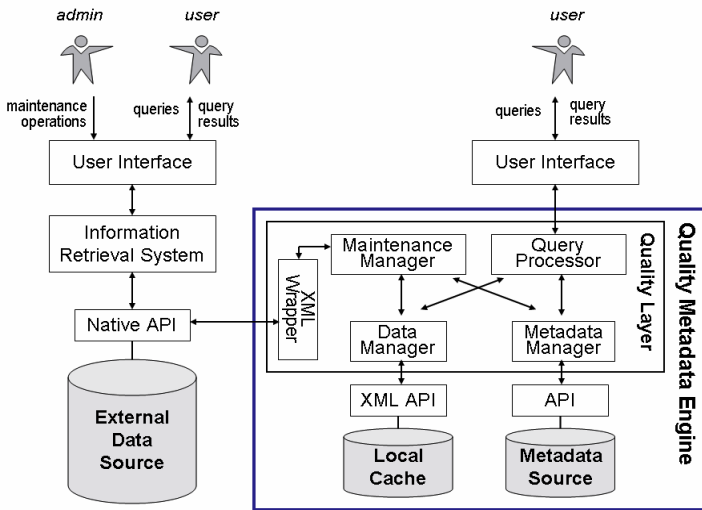 admin
user
maintenance
operations
queries
query
results
User Interface
Information
Retrieval System
Native API
External
Data
Source
user
queries
query
results
User Interface
Quality Metadata Engine
Quality Layer
Maintenance
Manager
Query
Processor
XML
Wrapper
Data
Manager
Metadata
Manager
XML API
API
Local
Cache
Metadata
Source